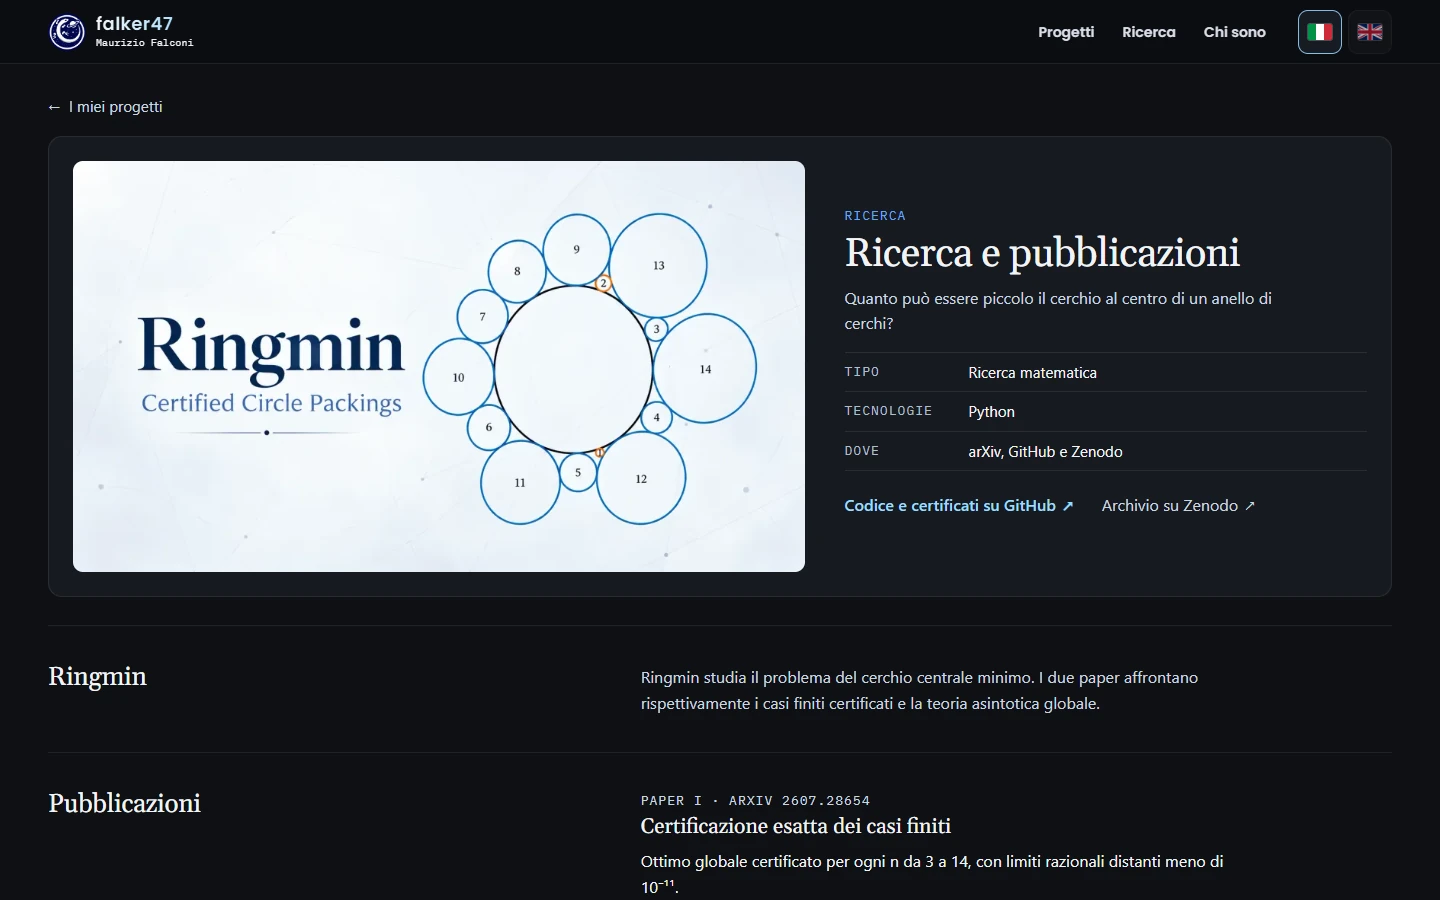 falker47
Maurizio Falconi
Progetti
Ricerca
Chi sono
← I miei progetti
Ringmin
Certified Circle Packings
9
13
8
2
7
3
14
10
4
6
5
12
11
1
RICERCA
Ricerca e pubblicazioni
Quanto può essere piccolo il cerchio al centro di un anello di
cerchi?
TIPO Ricerca matematica
TECNOLOGIE Python
DOVE arXiv, GitHub e Zenodo
Codice e certificati su GitHub ↗ Archivio su Zenodo ↗
Ringmin
Ringmin studia il problema del cerchio centrale minimo. I due paper affrontano
rispettivamente i casi finiti certificati e la teoria asintotica globale.
Pubblicazioni
PAPER I · ARXIV 2607.28654
Certificazione esatta dei casi finiti
Ottimo globale certificato per ogni n da 3 a 14, con limiti razionali distanti meno di
10⁻¹¹.